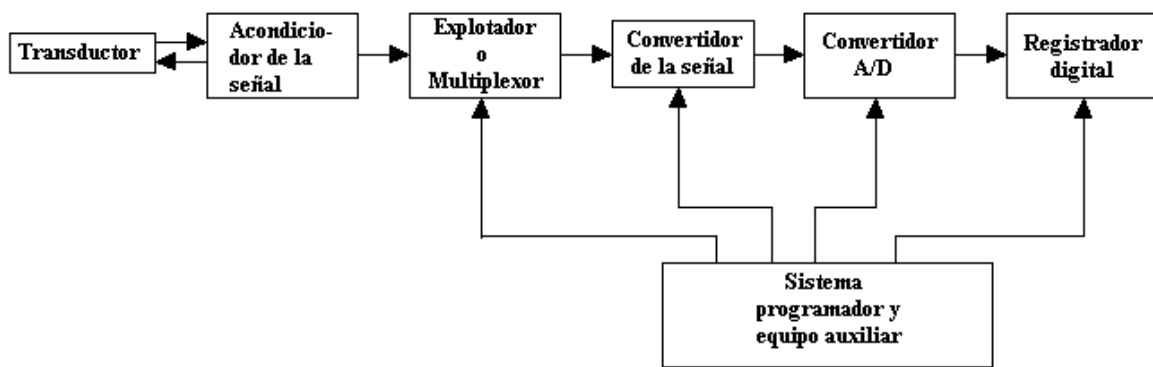 Transductor
Acondicio-
dor de la
señal
Explotador
o
Multiplexor
Convertidor
de la señal
Convertidor
A/D
Registrador
digital
Sistema
programador y
equipo auxiliar